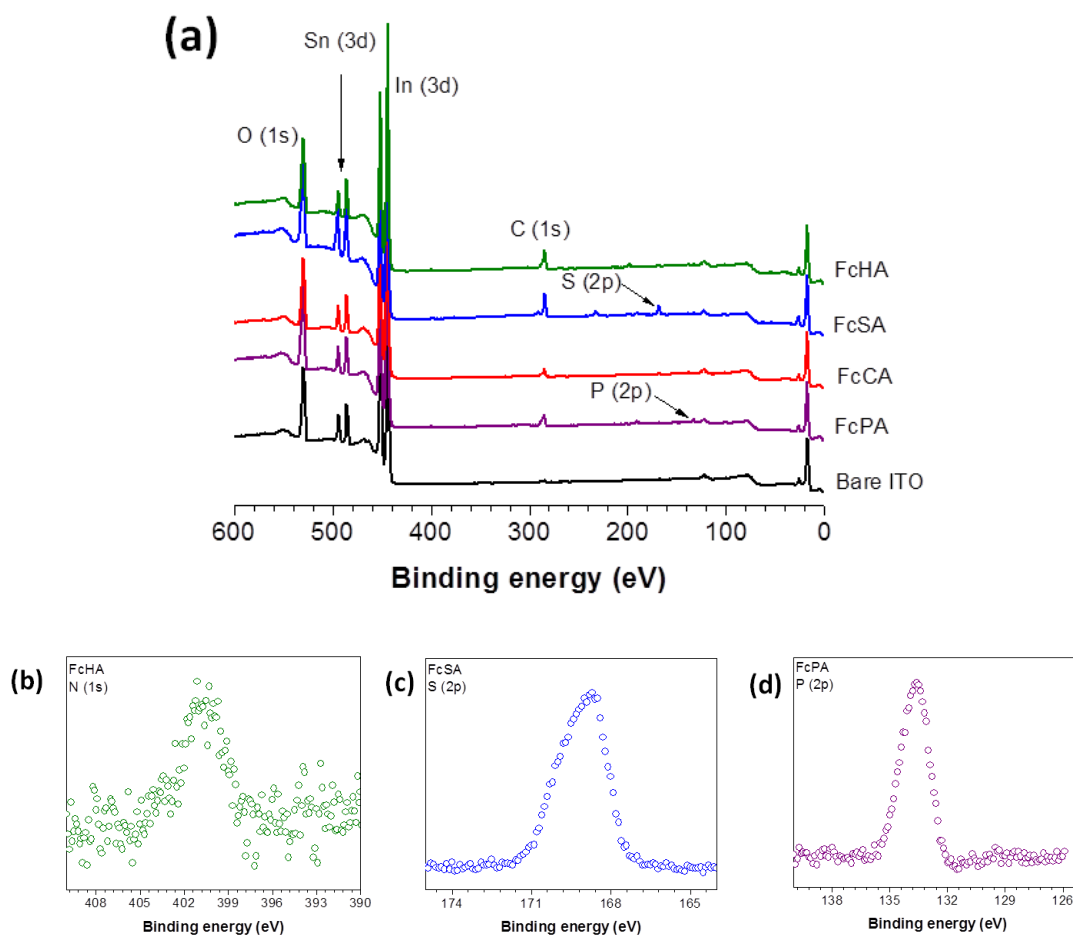 (a)
Sn (3d)
In (3d)
O (1s)
C (1s)
S (2p)
P (2p)
FcHA
FcSA
FcCA
FcPA
Bare ITO
600 500 400 300 200 100 0
Binding energy (eV)
(b)
FcHA
N (1s)
408 405 402 399 396 393 390
Binding energy (eV)
(c)
FcSA
S (2p)
174 171 168 165
Binding energy (eV)
(d)
FcPA
P (2p)
138 135 132 129 126
Binding energy (eV)